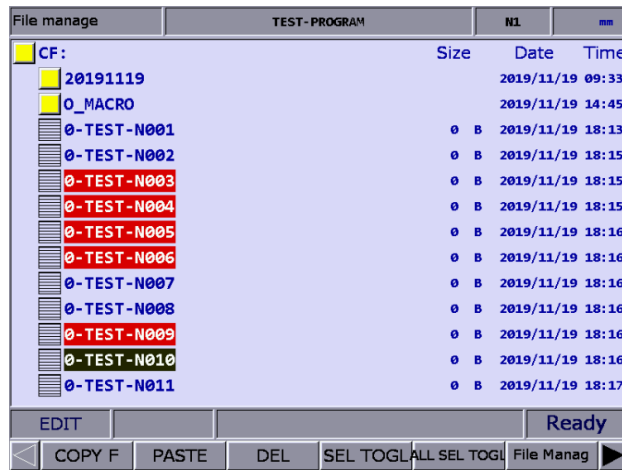 File manage TEST-PROGRAM N1 mm
CF: Size Date Time
20191119 2019/11/19 09:33
O_MACRO 2019/11/19 14:45
0-TEST-N001 0 B 2019/11/19 18:13
0-TEST-N002 0 B 2019/11/19 18:15
0-TEST-N003 0 B 2019/11/19 18:15
0-TEST-N004 0 B 2019/11/19 18:15
0-TEST-N005 0 B 2019/11/19 18:16
0-TEST-N006 0 B 2019/11/19 18:16
0-TEST-N007 0 B 2019/11/19 18:16
0-TEST-N008 0 B 2019/11/19 18:16
0-TEST-N009 0 B 2019/11/19 18:16
0-TEST-N010 0 B 2019/11/19 18:16
0-TEST-N011 0 B 2019/11/19 18:17
EDIT Ready
COPY F PASTE DEL SEL TOGL ALL SEL TOGL File Manag